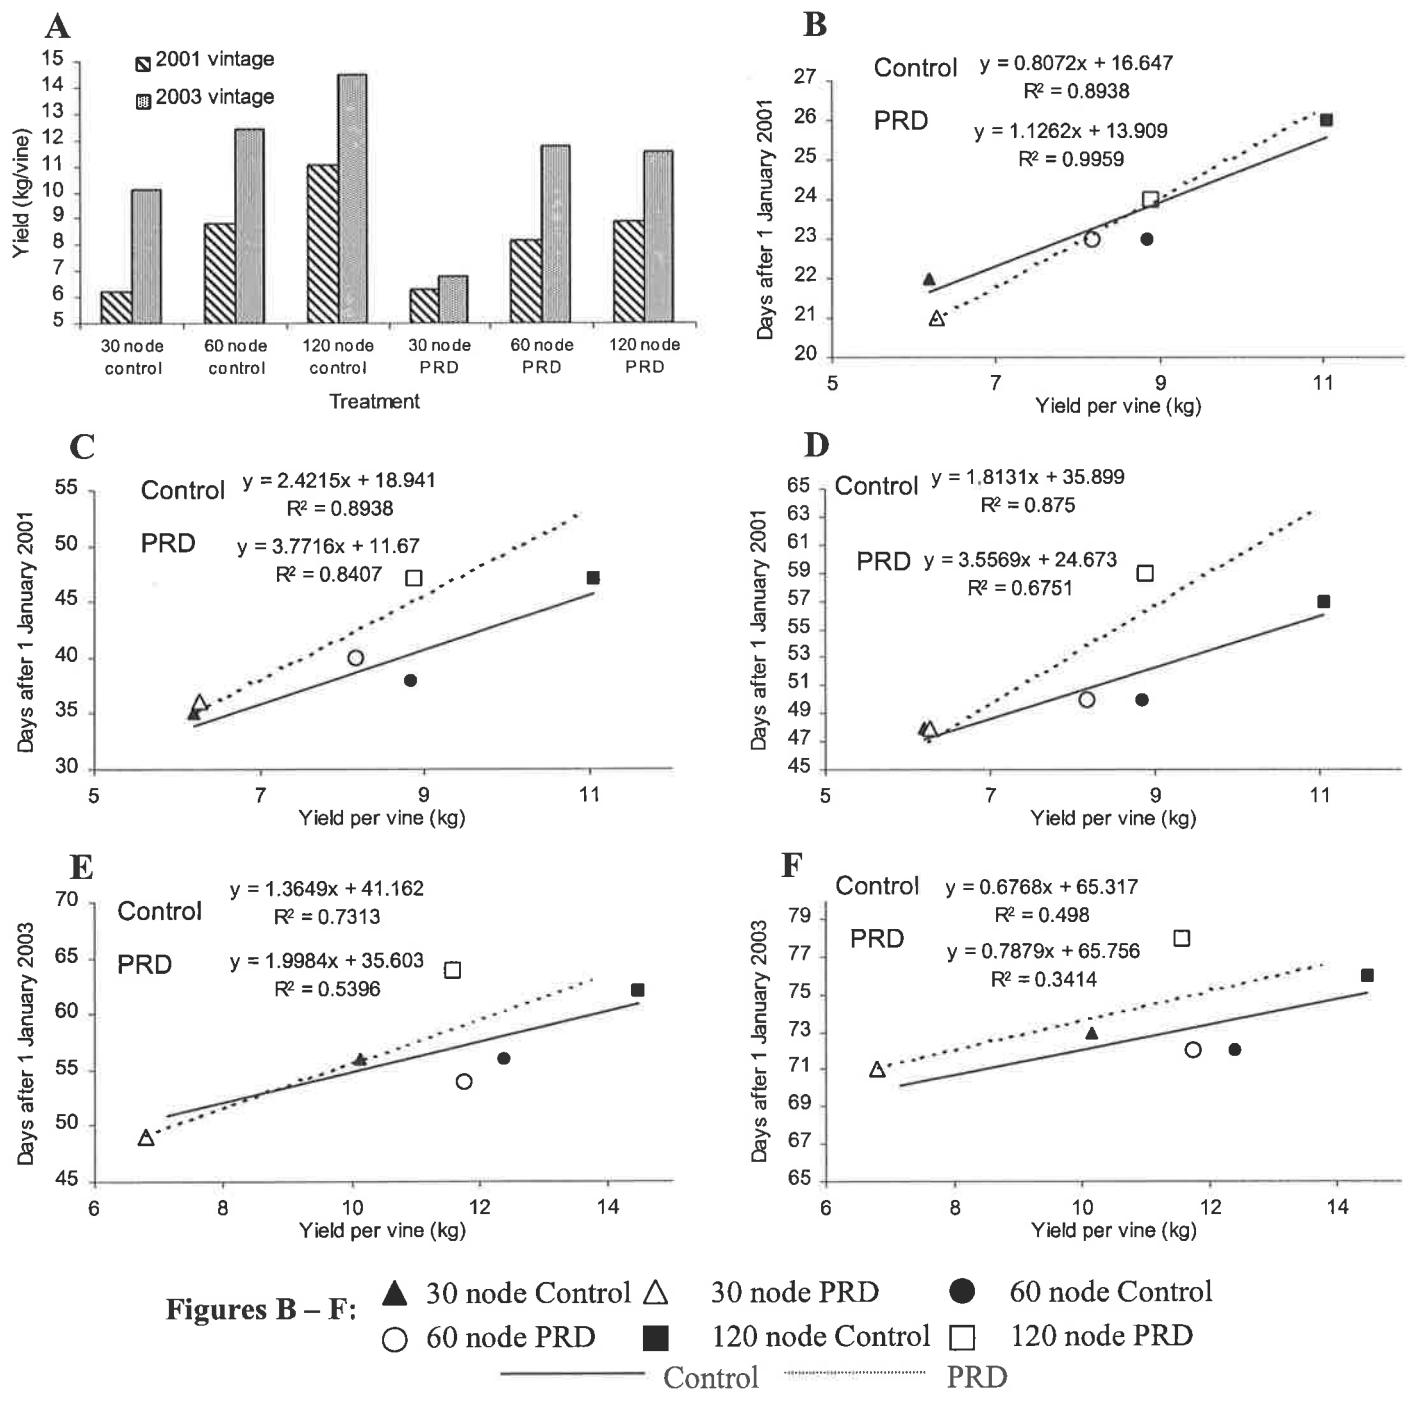 A
2001 vintage
2003 vintage
Yield (kg/vine)
15
14
13
12
11
10
9
8
7
6
5
30 node control
60 node control
120 node control
30 node PRD
60 node PRD
120 node PRD
Treatment
B
Control y = 0.8072x + 16.647
R² = 0.8938
PRD y = 1.1262x + 13.909
R² = 0.9959
Days after 1 January 2001
27
26
25
24
23
22
21
20
5 7 9 11
Yield per vine (kg)
C
Control y = 2.4215x + 18.941
R² = 0.8938
PRD y = 3.7716x + 11.67
R² = 0.8407
Days after 1 January 2001
55
50
45
40
35
30
5 7 9 11
Yield per vine (kg)
D
Control y = 1.8131x + 35.899
R² = 0.875
PRD y = 3.5569x + 24.673
R² = 0.6751
Days after 1 January 2001
65
63
61
59
57
55
53
51
49
47
45
5 7 9 11
Yield per vine (kg)
E
Control y = 1.3649x + 41.162
R² = 0.7313
PRD y = 1.9984x + 35.603
R² = 0.5396
Days after 1 January 2003
70
65
60
55
50
45
6 8 10 12 14
Yield per vine (kg)
F
Control y = 0.6768x + 65.317
R² = 0.498
PRD y = 0.7879x + 65.756
R² = 0.3414
Days after 1 January 2003
79
77
75
73
71
69
67
65
6 8 10 12 14
Yield per vine (kg)
Figures B – F:
30 node Control 30 node PRD 60 node Control
60 node PRD 120 node Control 120 node PRD
Control PRD